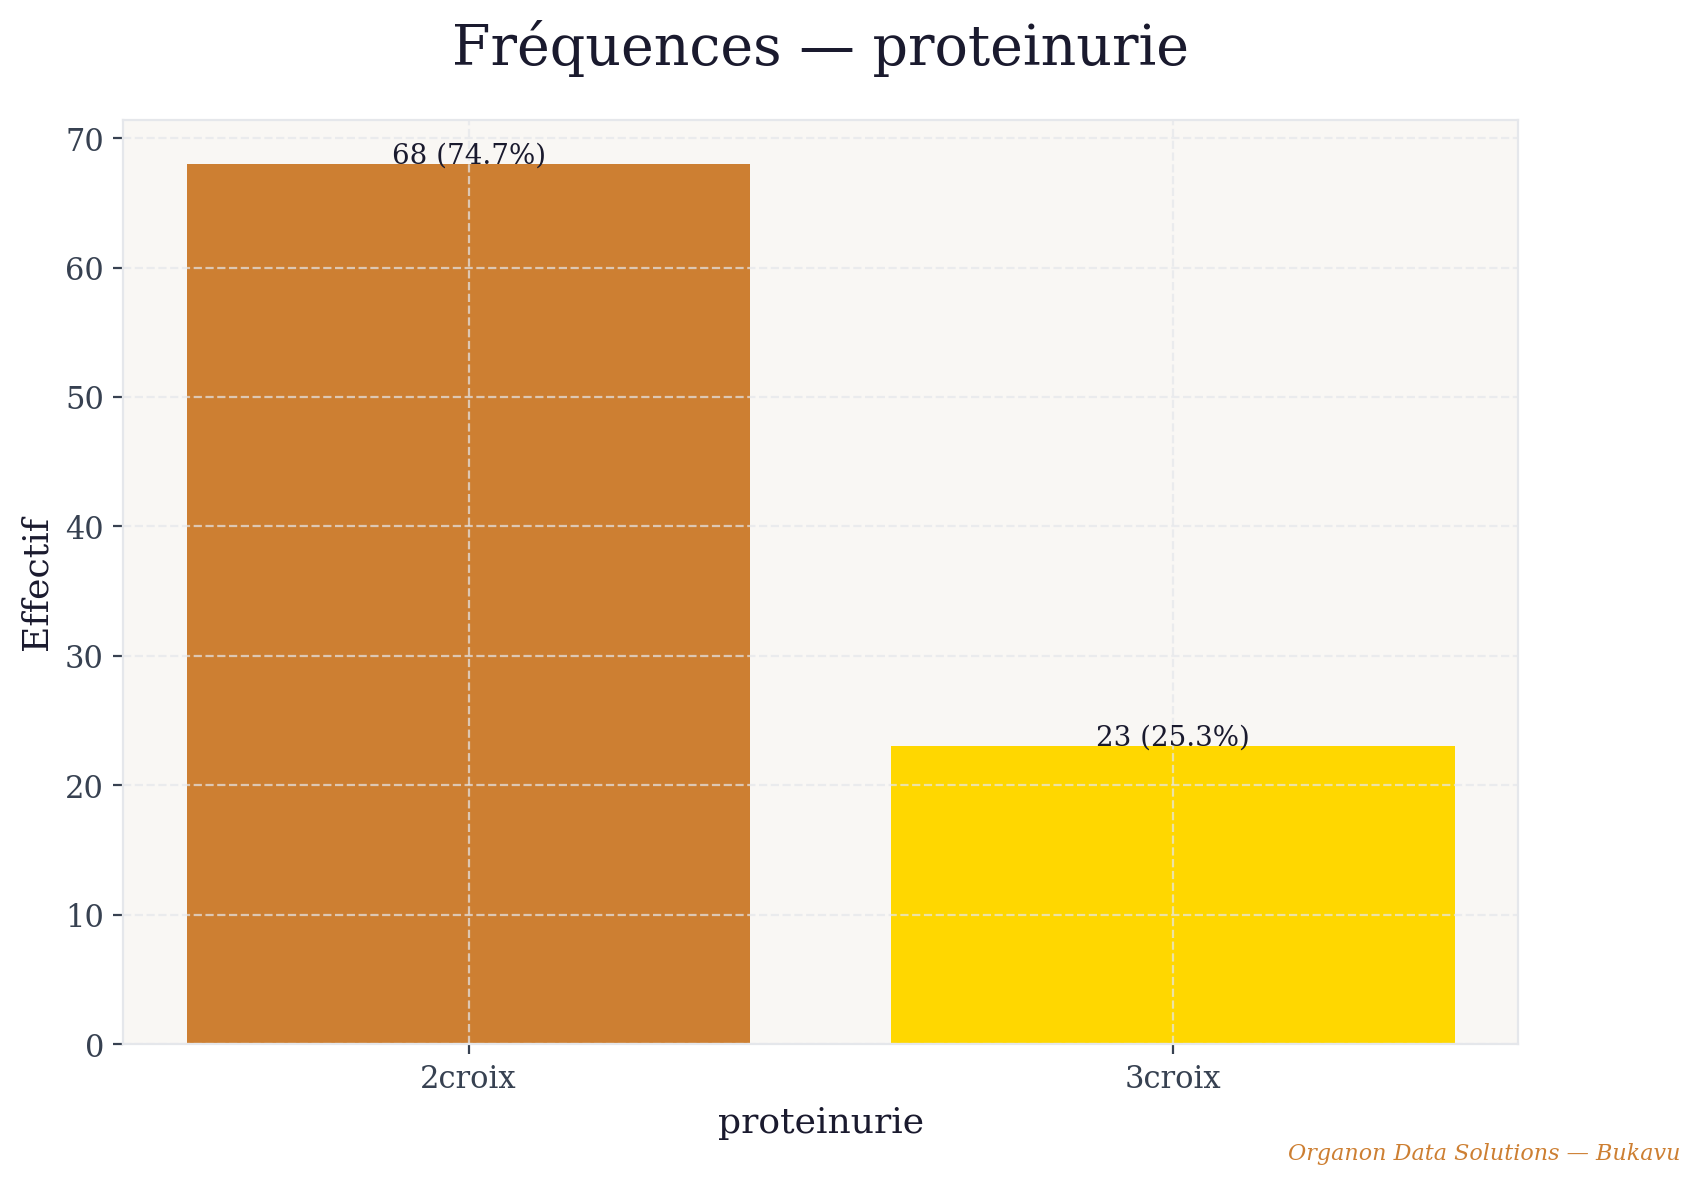 Fréquences — proteinurie
70
68 (74.7%)
60
50
40
Effectif
30
23 (25.3%)
20
10
0
2croix
3croix
proteinurie
Organon Data Solutions — Bukavu